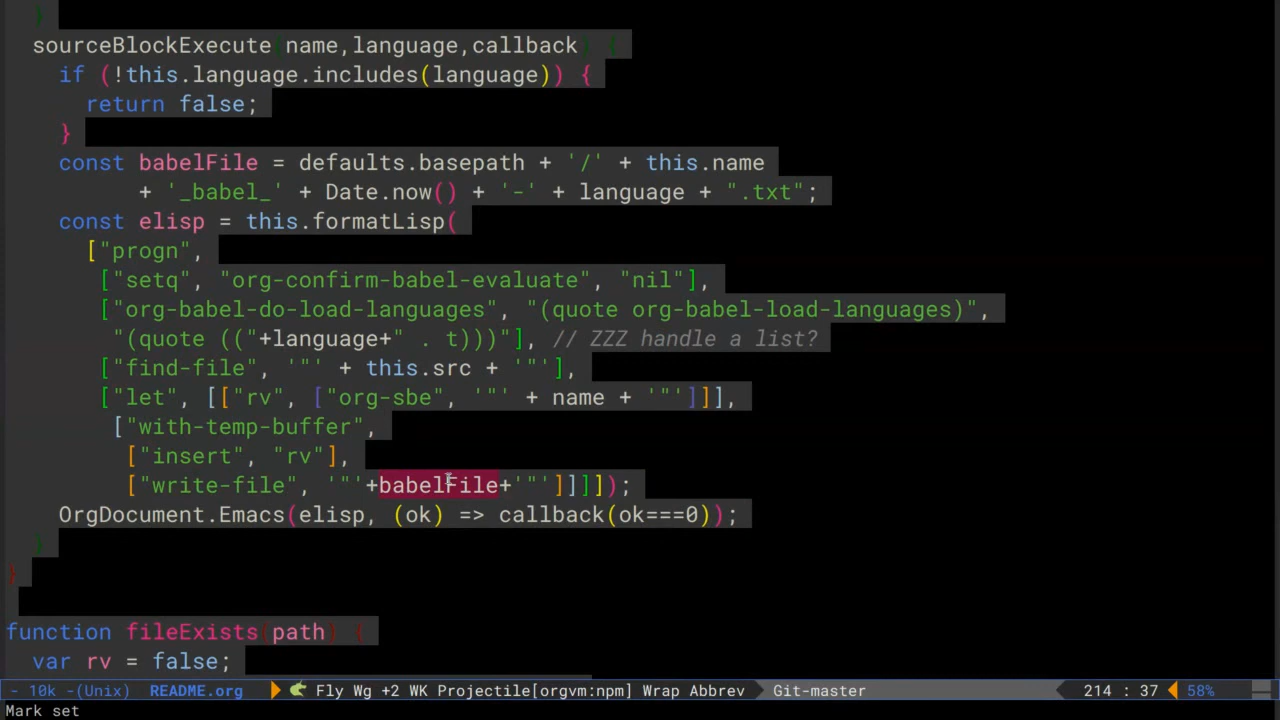 }
sourceBlockExecute(name,language,callback) {
if (!this.language.includes(language)) {
return false;
}
const babelFile = defaults.basepath + '/' + this.name
+ '_babel_' + Date.now() + '-' + language + ".txt";
const elisp = this.formatLisp(
["progn",
["setq", "org-confirm-babel-evaluate", "nil"],
["org-babel-do-load-languages", "(quote org-babel-load-languages)",
"(quote (("+language+" . t)))"], // ZZZ handle a list?
["find-file", '"' + this.src + '"'],
["let", [["rv", ["org-sbe", '"' + name + '"']]],
["with-temp-buffer",
["insert", "rv"],
["write-file", '"'+babelFile+'"']]]]);
OrgDocument.Emacs(elisp, (ok) => callback(ok===0));
}
}
function fileExists(path) {
var rv = false;
- 10k -(Unix) README.org Fly Wg +2 WK Projectile[orgvm:npm] Wrap Abbrev Git-master 214 : 37 58%
Mark set